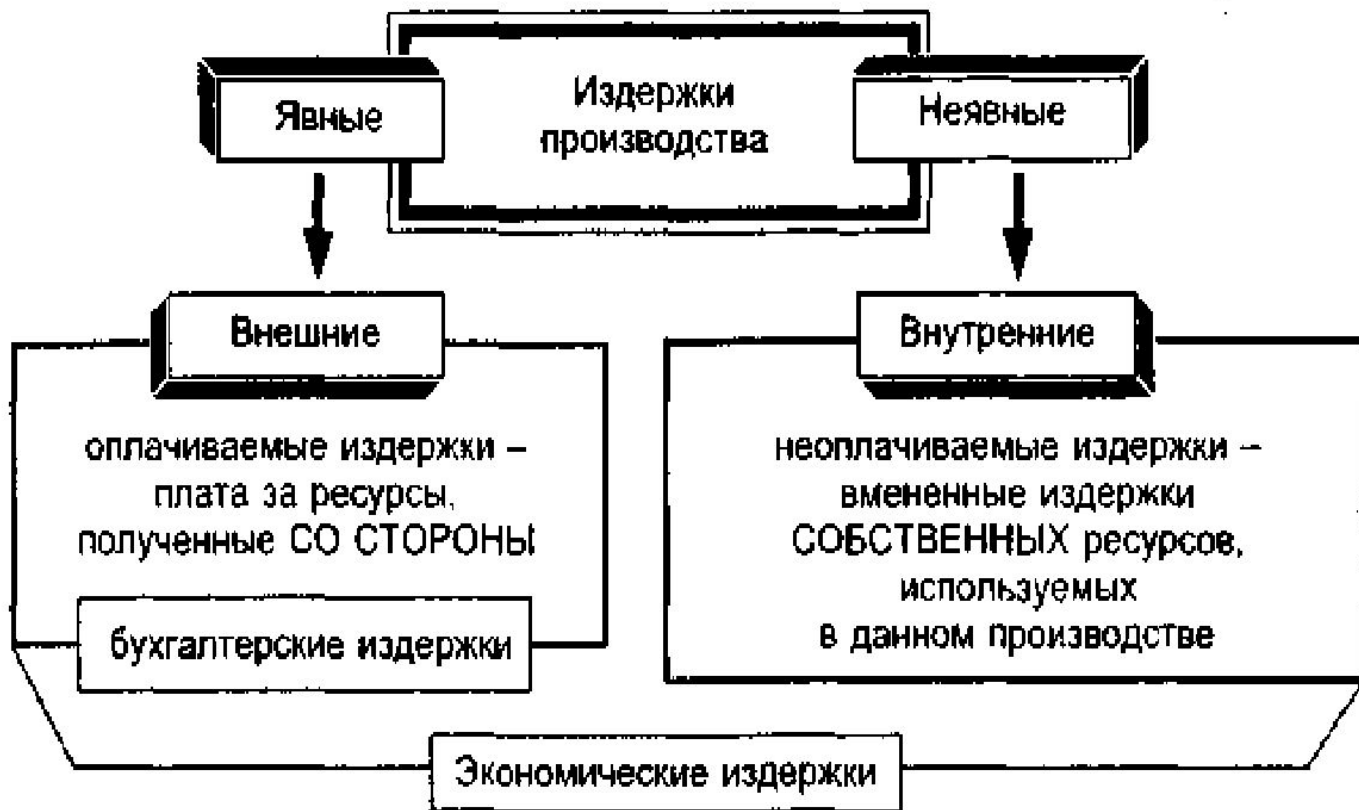 Явные
Издержки
производства
Неявные
Внешние
оплачиваемые издержки –
плата за ресурсы,
полученные СО СТОРОНЫ
бухгалтерские издержки
Внутренние
неоплачиваемые издержки –
вмененные издержки
СОБСТВЕННЫХ ресурсов,
используемых
в данном производстве
Экономические издержки